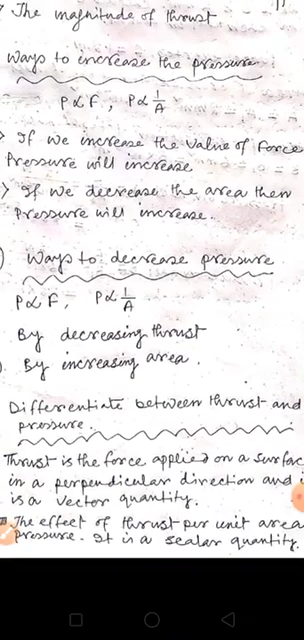 The magnitude of thrust
Ways to increase the pressure
P∝F, P∝1/A
If we increase the value of Force
Pressure will increase
If we decrease the area then
Pressure will increase.
Ways to decrease pressure
P∝F, P∝1/A
By decreasing thrust
By increasing area.
Differentiate between thrust and
pressure.
Thrust is the force applied on a surfac
in a perpendicular direction and i
is a vector quantity.
The effect of thrust per unit area
Pressure. It is a scalar quantity.